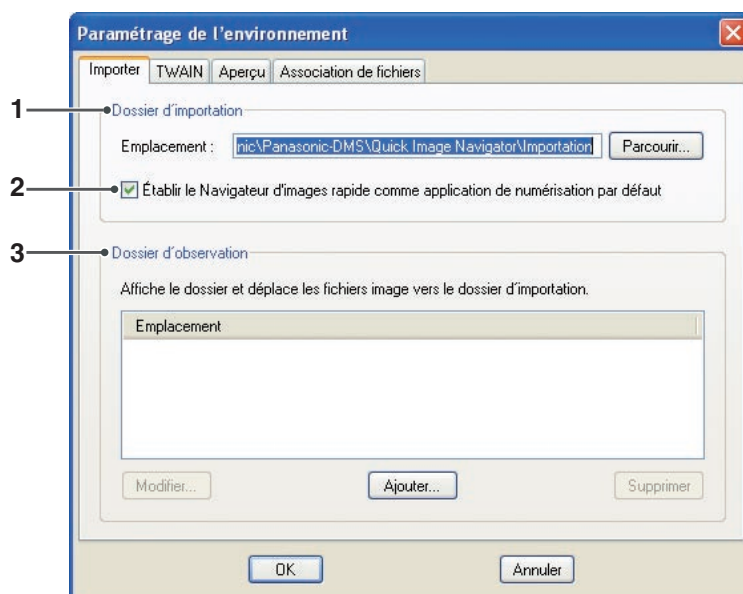 Paramétrage de l'environnement
Importer TWAIN Aperçu Association de fichiers
1
Dossier d'importation
Emplacement : nic\Panasonic-DMS\Quick Image Navigator\Importation Parcourir...
2
Établir le Navigateur d'images rapide comme application de numérisation par défaut
3
Dossier d'observation
Affiche le dossier et déplace les fichiers image vers le dossier d'importation.
Emplacement
Modifier... Ajouter... Supprimer
OK Annuler